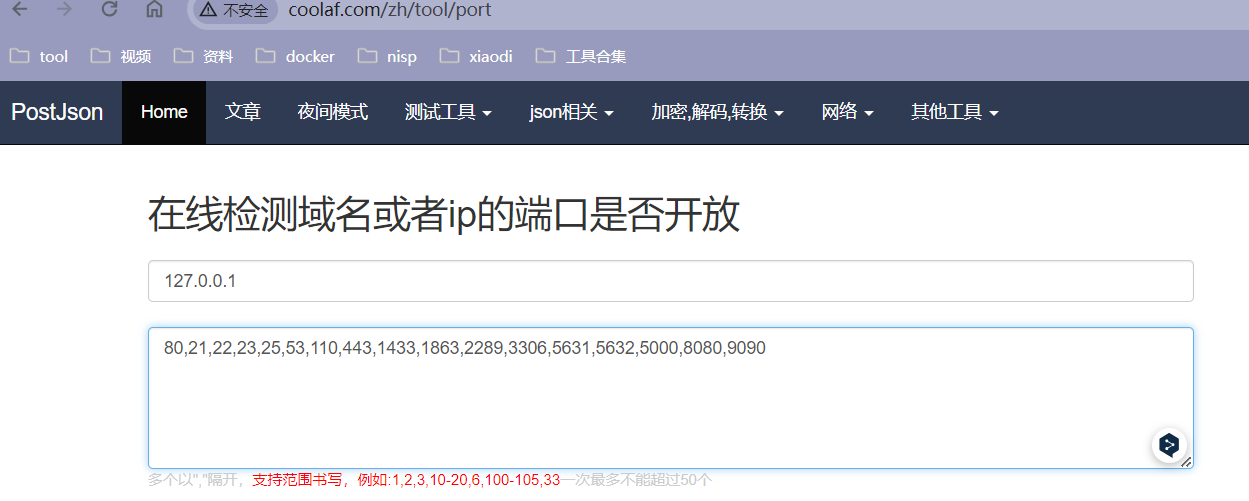 不安全 coolaf.com/zh/tool/port
tool 视频 资料 docker nisp xiaodi 工具合集
PostJson Home 文章 夜间模式 测试工具 json相关 加密,解码,转换 网络 其他工具
在线检测域名或者ip的端口是否开放
127.0.0.1
80,21,22,23,25,53,110,443,1433,1863,2289,3306,5631,5632,5000,8080,9090
多个以","隔开，支持范围书写，例如:1,2,3,10-20,6,100-105,33一次最多不能超过50个